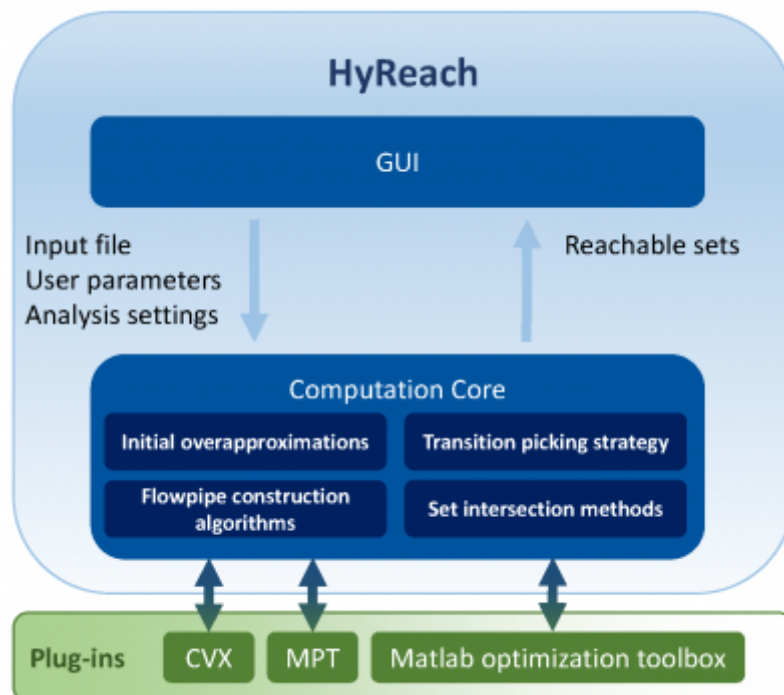 HyReach
GUI
Input file
User parameters
Analysis settings
Reachable sets
Computation Core
Initial overapproximations
Transition picking strategy
Flowpipe construction
algorithms
Set intersection methods
Plug-ins
CVX
MPT
Matlab optimization toolbox